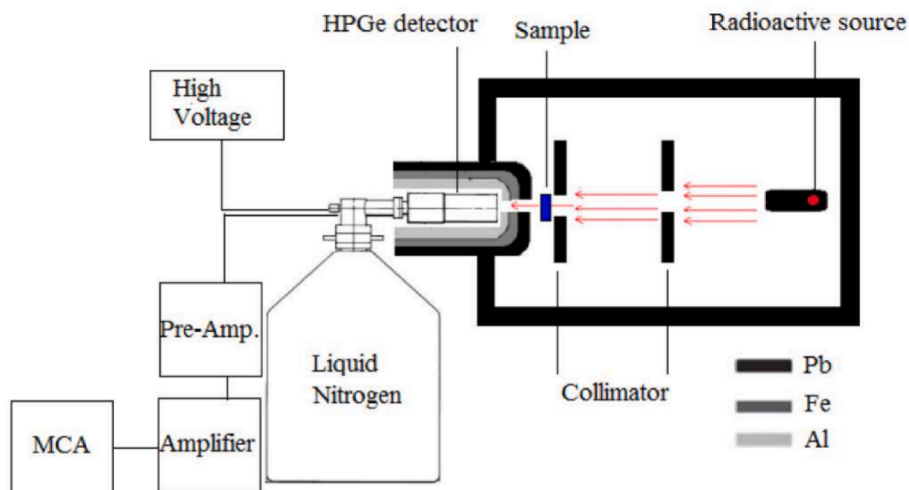 HPGe detector
Sample
Radioactive source
High
Voltage
Pre-Amp.
Liquid
Nitrogen
Collimator
Pb
Fe
Al
MCA
Amplifier